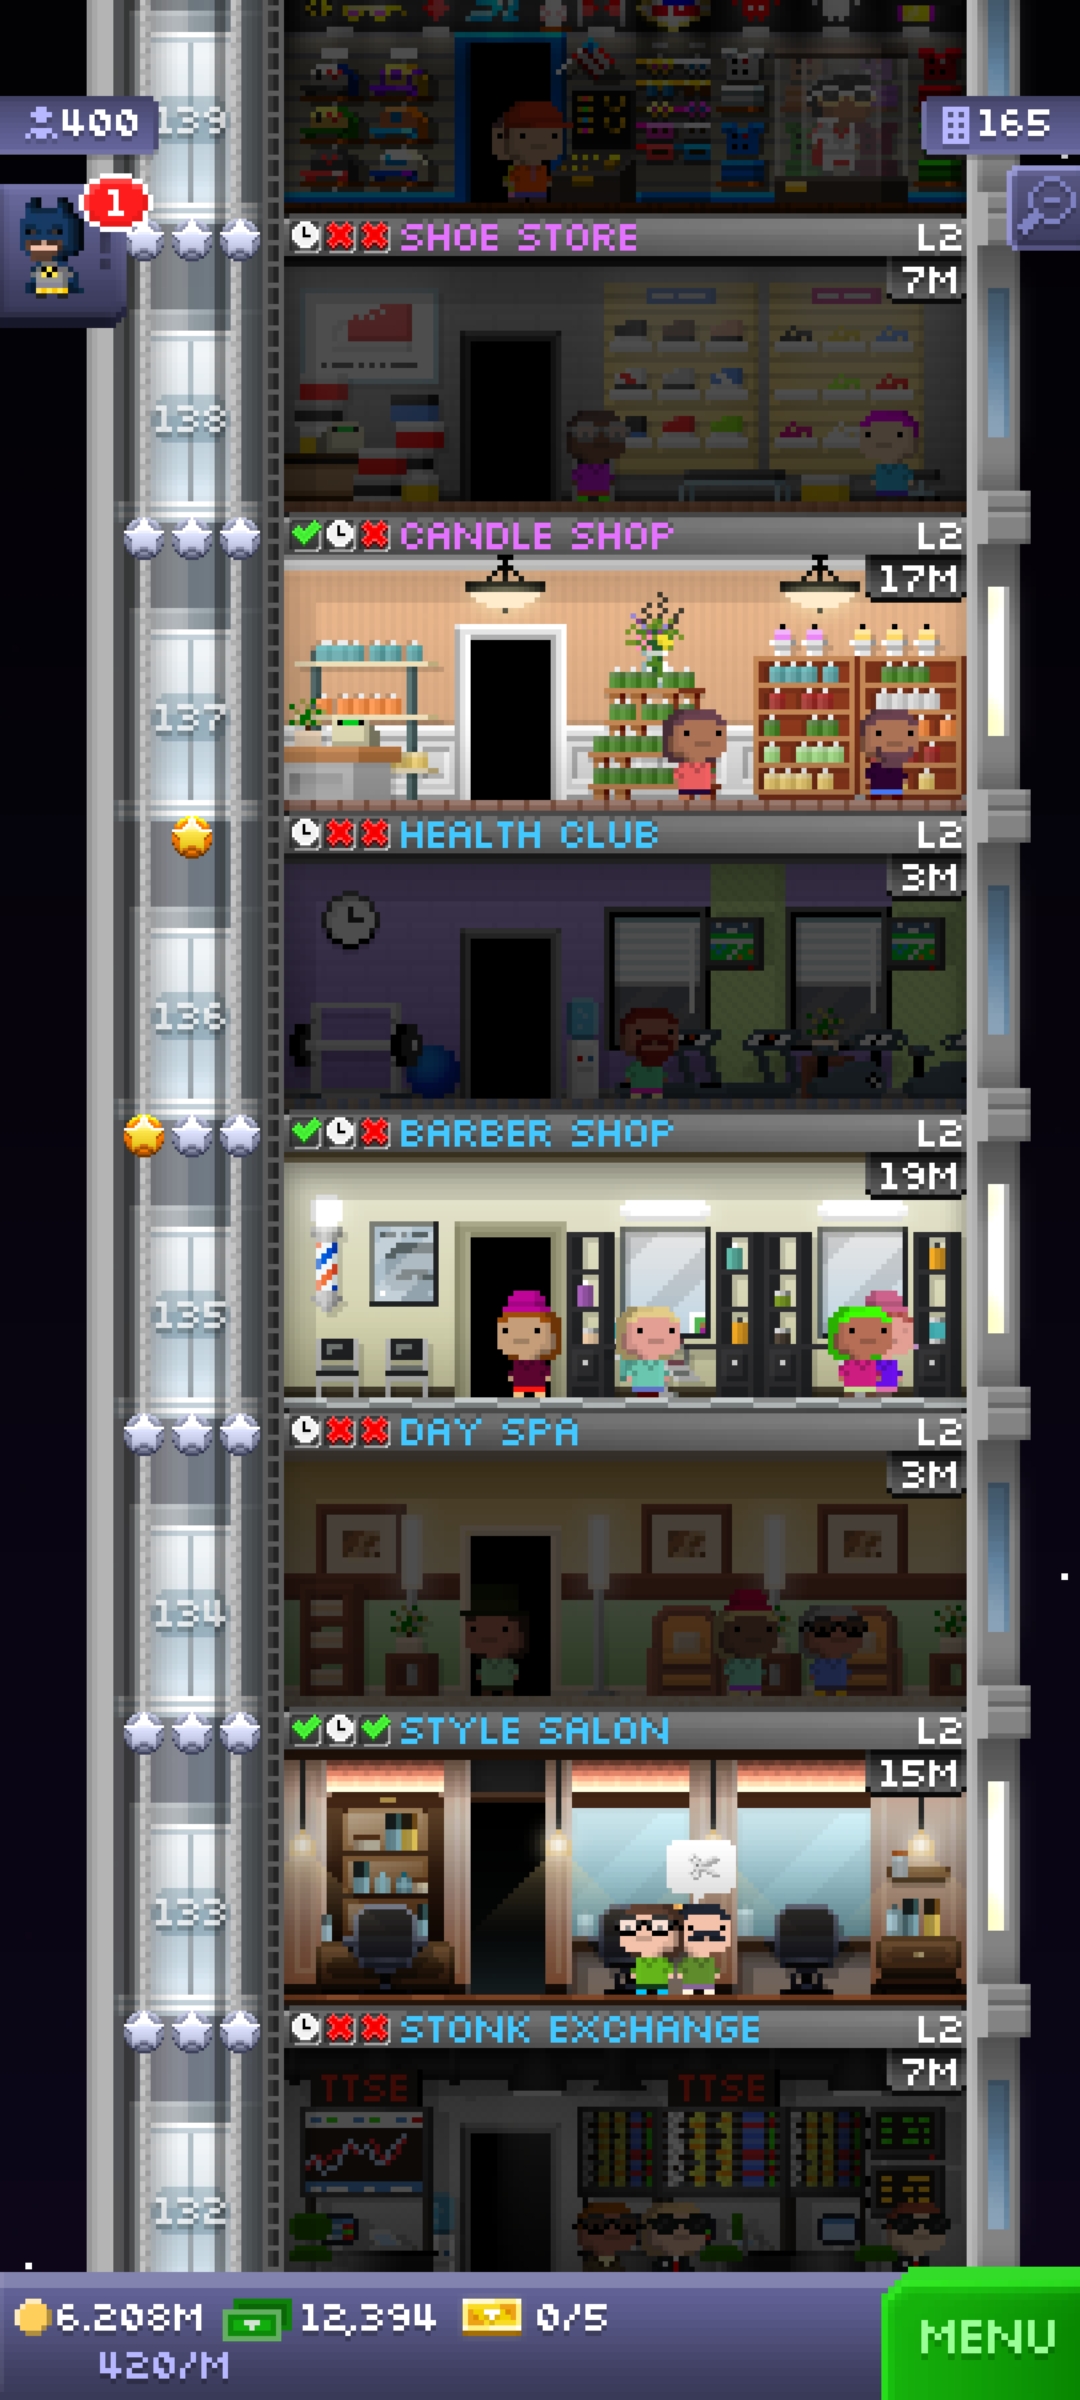 139
400
165
1
SHOE STORE L2
7M
138
CANDLE SHOP L2
17M
137
HEALTH CLUB L2
3M
136
BARBER SHOP L2
19M
135
DAY SPA L2
3M
134
STYLE SALON L2
15M
133
STONK EXCHANGE L2
7M
TTSE TTSE
132
6.208M 12,394 0/5
420/M
MENU